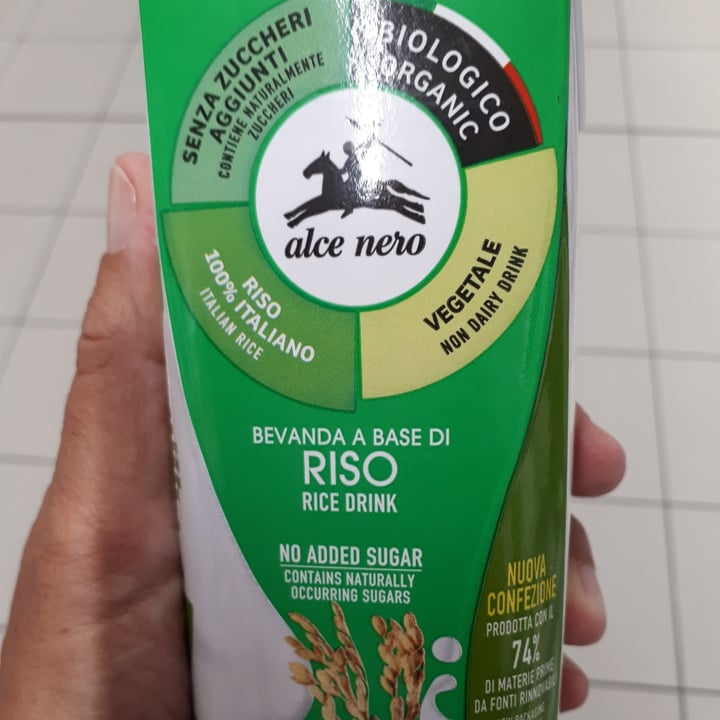 SENZA ZUCCHERI
AGGIUNTI
CONTIENE NATURALMENTE
ZUCCHERI
BIOLOGICO
ORGANIC
alce nero
RISO
100% ITALIANO
ITALIAN RICE
VEGETALE
NON DAIRY DRINK
BEVANDA A BASE DI
RISO
RICE DRINK
NO ADDED SUGAR
CONTAINS NATURALLY
OCCURRING SUGARS
NUOVA
CONFEZIONE
PRODOTTA CON IL
74%
DI MATERIE PRIME
DA FONTI RINNOVABILI
NEW PACKAGING